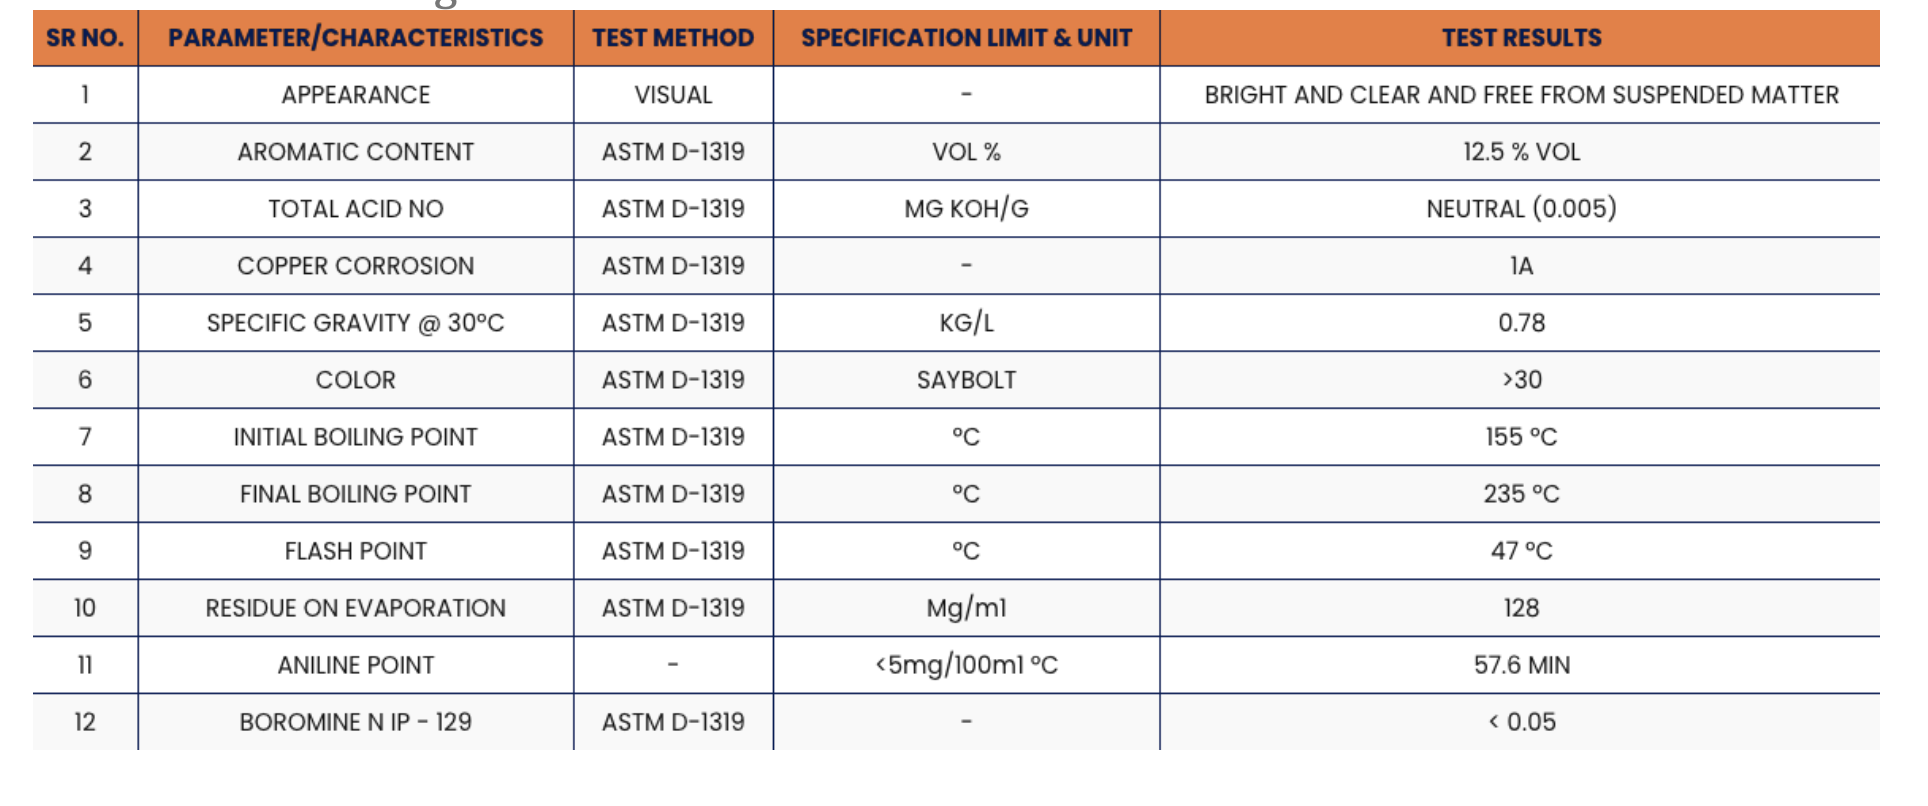 SR NO. PARAMETER/CHARACTERISTICS TEST METHOD SPECIFICATION LIMIT & UNIT TEST RESULTS
1 APPEARANCE VISUAL - BRIGHT AND CLEAR AND FREE FROM SUSPENDED MATTER
2 AROMATIC CONTENT ASTM D-1319 VOL % 12.5 % VOL
3 TOTAL ACID NO ASTM D-1319 MG KOH/G NEUTRAL (0.005)
4 COPPER CORROSION ASTM D-1319 - 1A
5 SPECIFIC GRAVITY @ 30°C ASTM D-1319 KG/L 0.78
6 COLOR ASTM D-1319 SAYBOLT >30
7 INITIAL BOILING POINT ASTM D-1319 °C 155 °C
8 FINAL BOILING POINT ASTM D-1319 °C 235 °C
9 FLASH POINT ASTM D-1319 °C 47 °C
10 RESIDUE ON EVAPORATION ASTM D-1319 Mg/m1 128
11 ANILINE POINT - <5mg/100m1 °C 57.6 MIN
12 BOROMINE N IP - 129 ASTM D-1319 - < 0.05